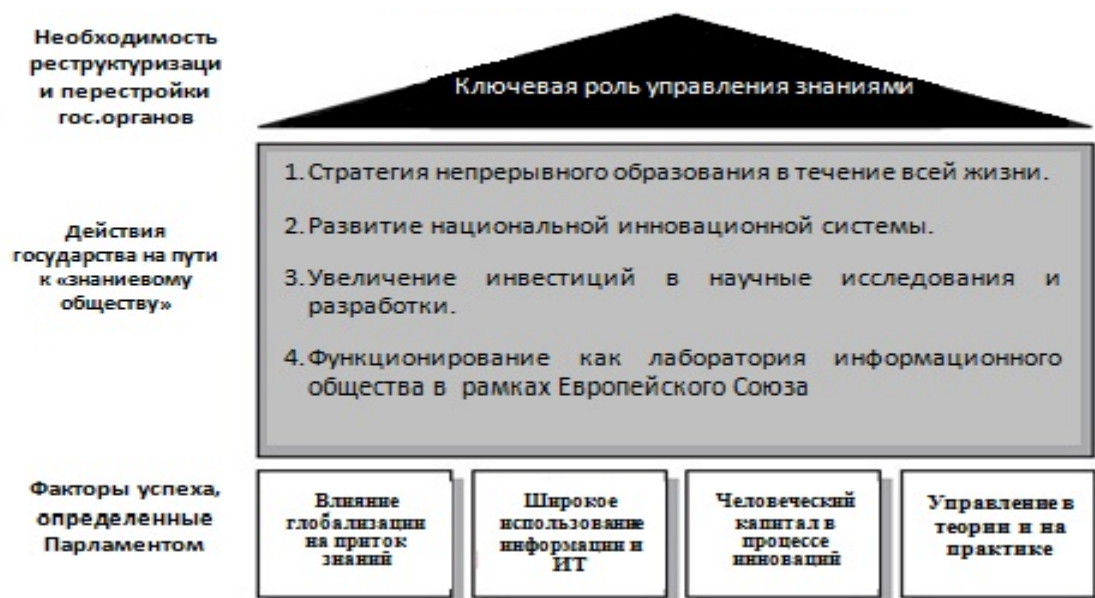 Необходимость
реструктуризаци
и перестройки
гос.органов
Ключевая роль управления знаниями
Действия
государства на пути
к «знаниевому
обществу»
1. Стратегия непрерывного образования в течение всей жизни.
2. Развитие национальной инновационной системы.
3. Увеличение инвестиций в научные исследования и
разработки.
4. Функционирование как лаборатория информационного
общества в рамках Европейского Союза
Факторы успеха,
определенные
Парламентом
Влияние
глобализации
на приток
знаний
Широкое
использование
информации и
ИТ
Человеческий
капитал в
процессе
инноваций
Управление в
теории и на
практике